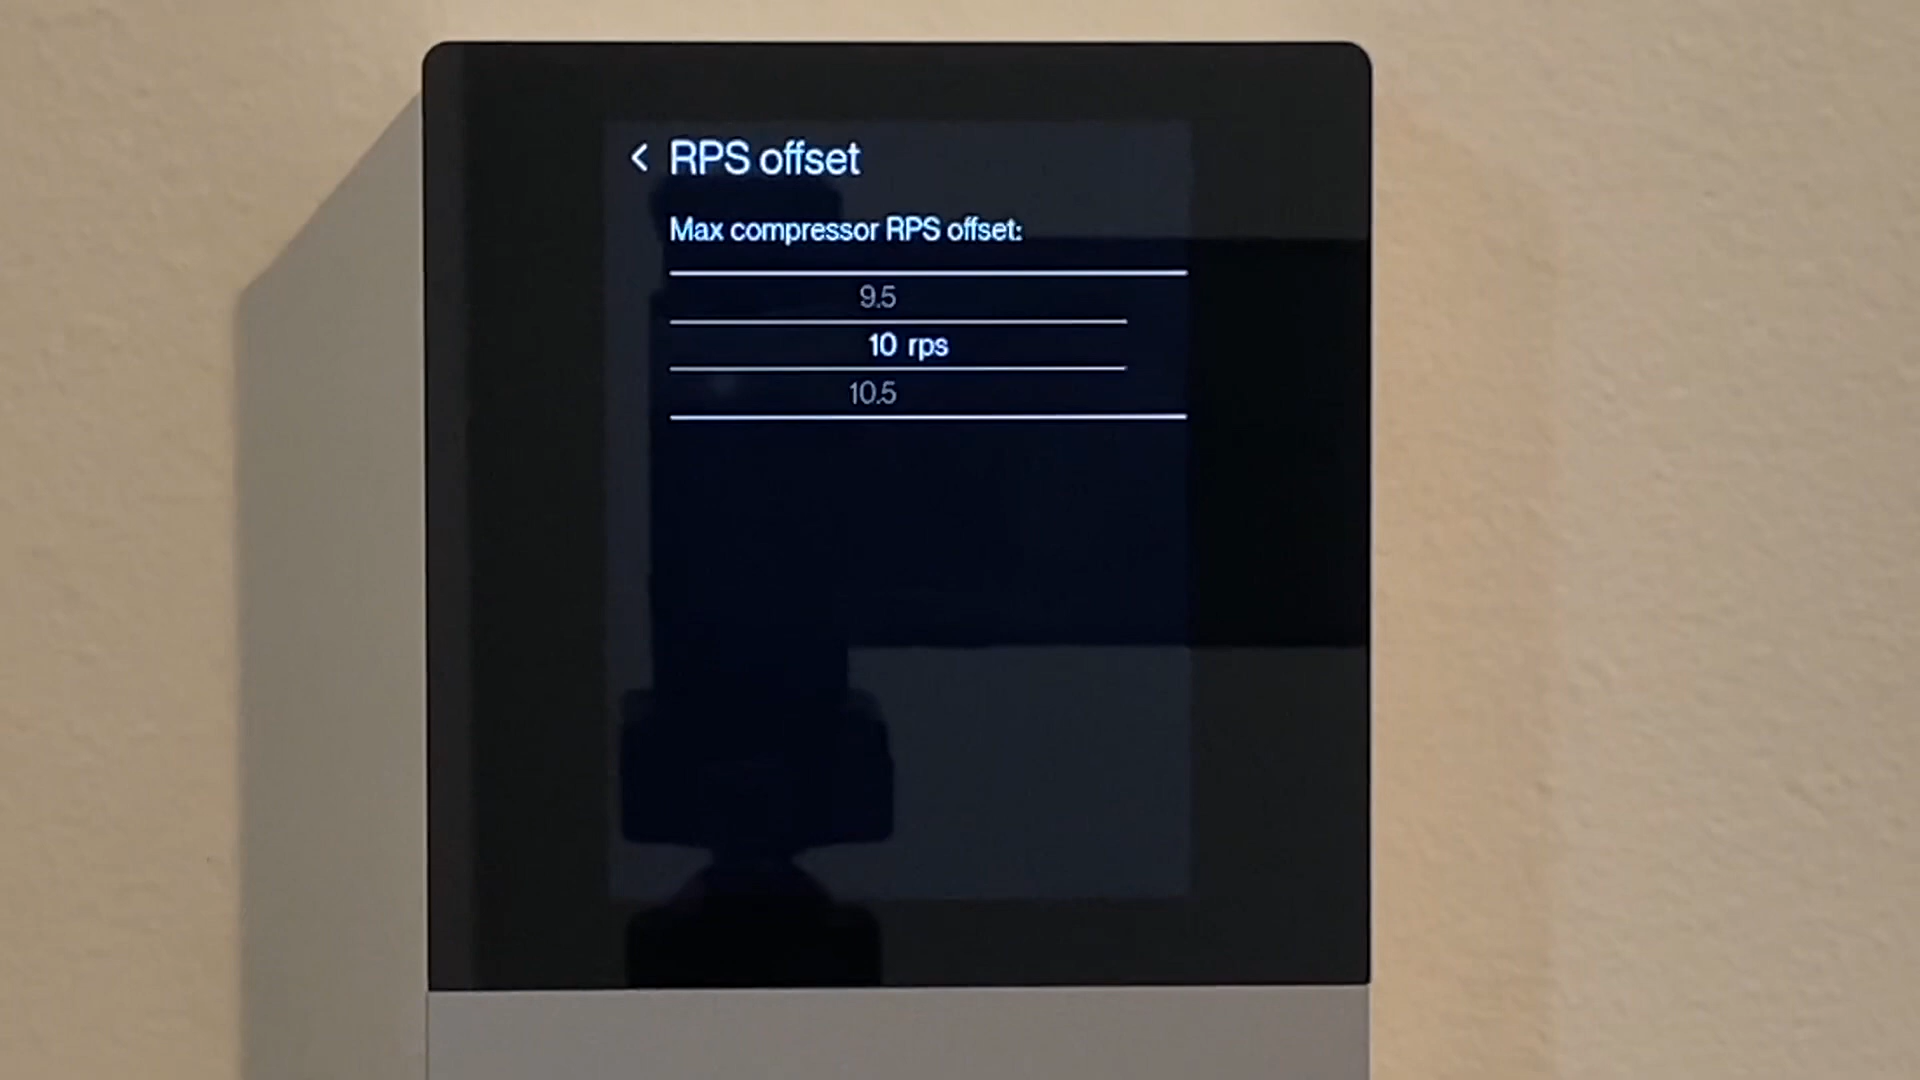 < RPS offset
Max compressor RPS offset:
9.5
10 rps
10.5